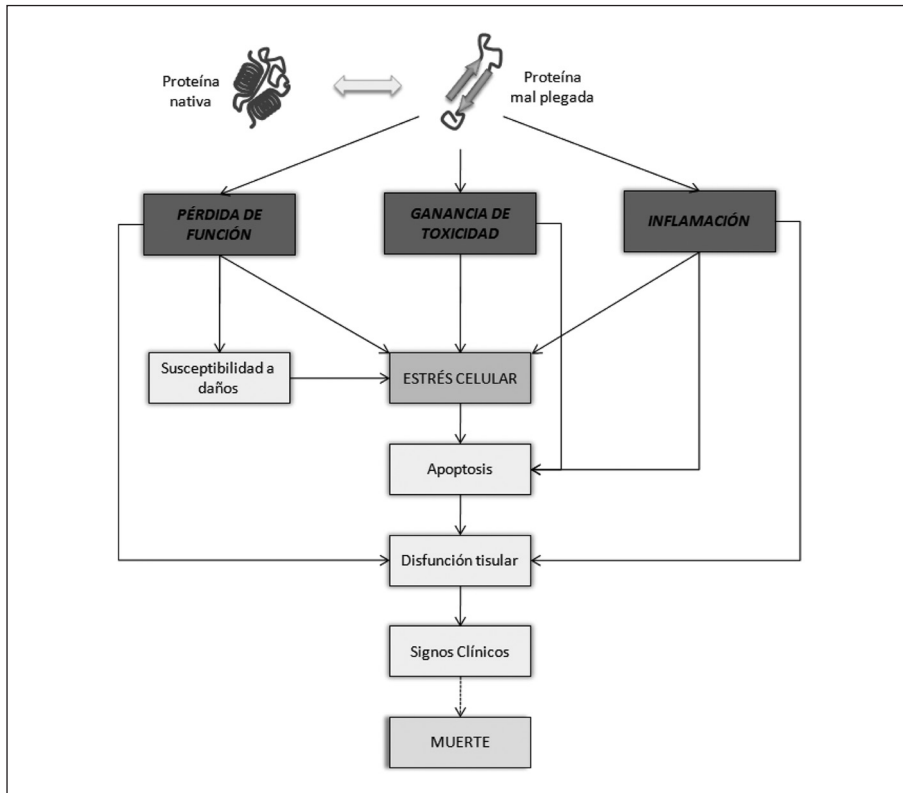 Proteína
nativa
Proteína
mal plegada
PÉRDIDA DE
FUNCIÓN
GANANCIA DE
TOXICIDAD
INFLAMACIÓN
Susceptibilidad a
daños
ESTRÉS CELULAR
Apoptosis
Disfunción tisular
Signos Clínicos
MUERTE